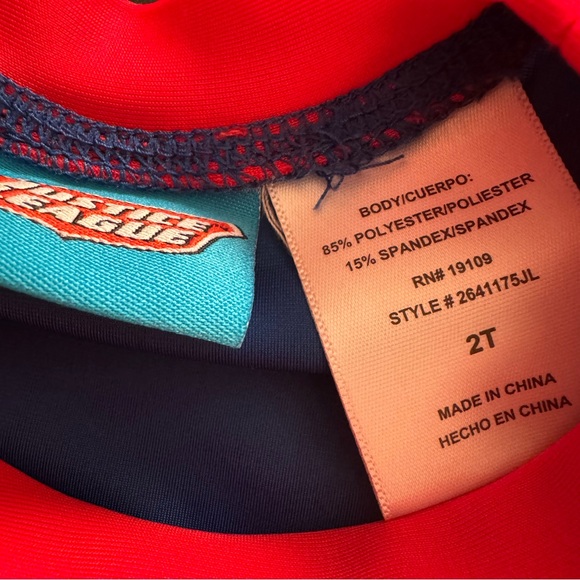 JUSTICE
LEAGUE
BODY/CUERPO:
85% POLYESTER/POLIESTER
15% SPANDEX/SPANDEX
RN# 19109
STYLE # 2641175JL
2T
MADE IN CHINA
HECHO EN CHINA